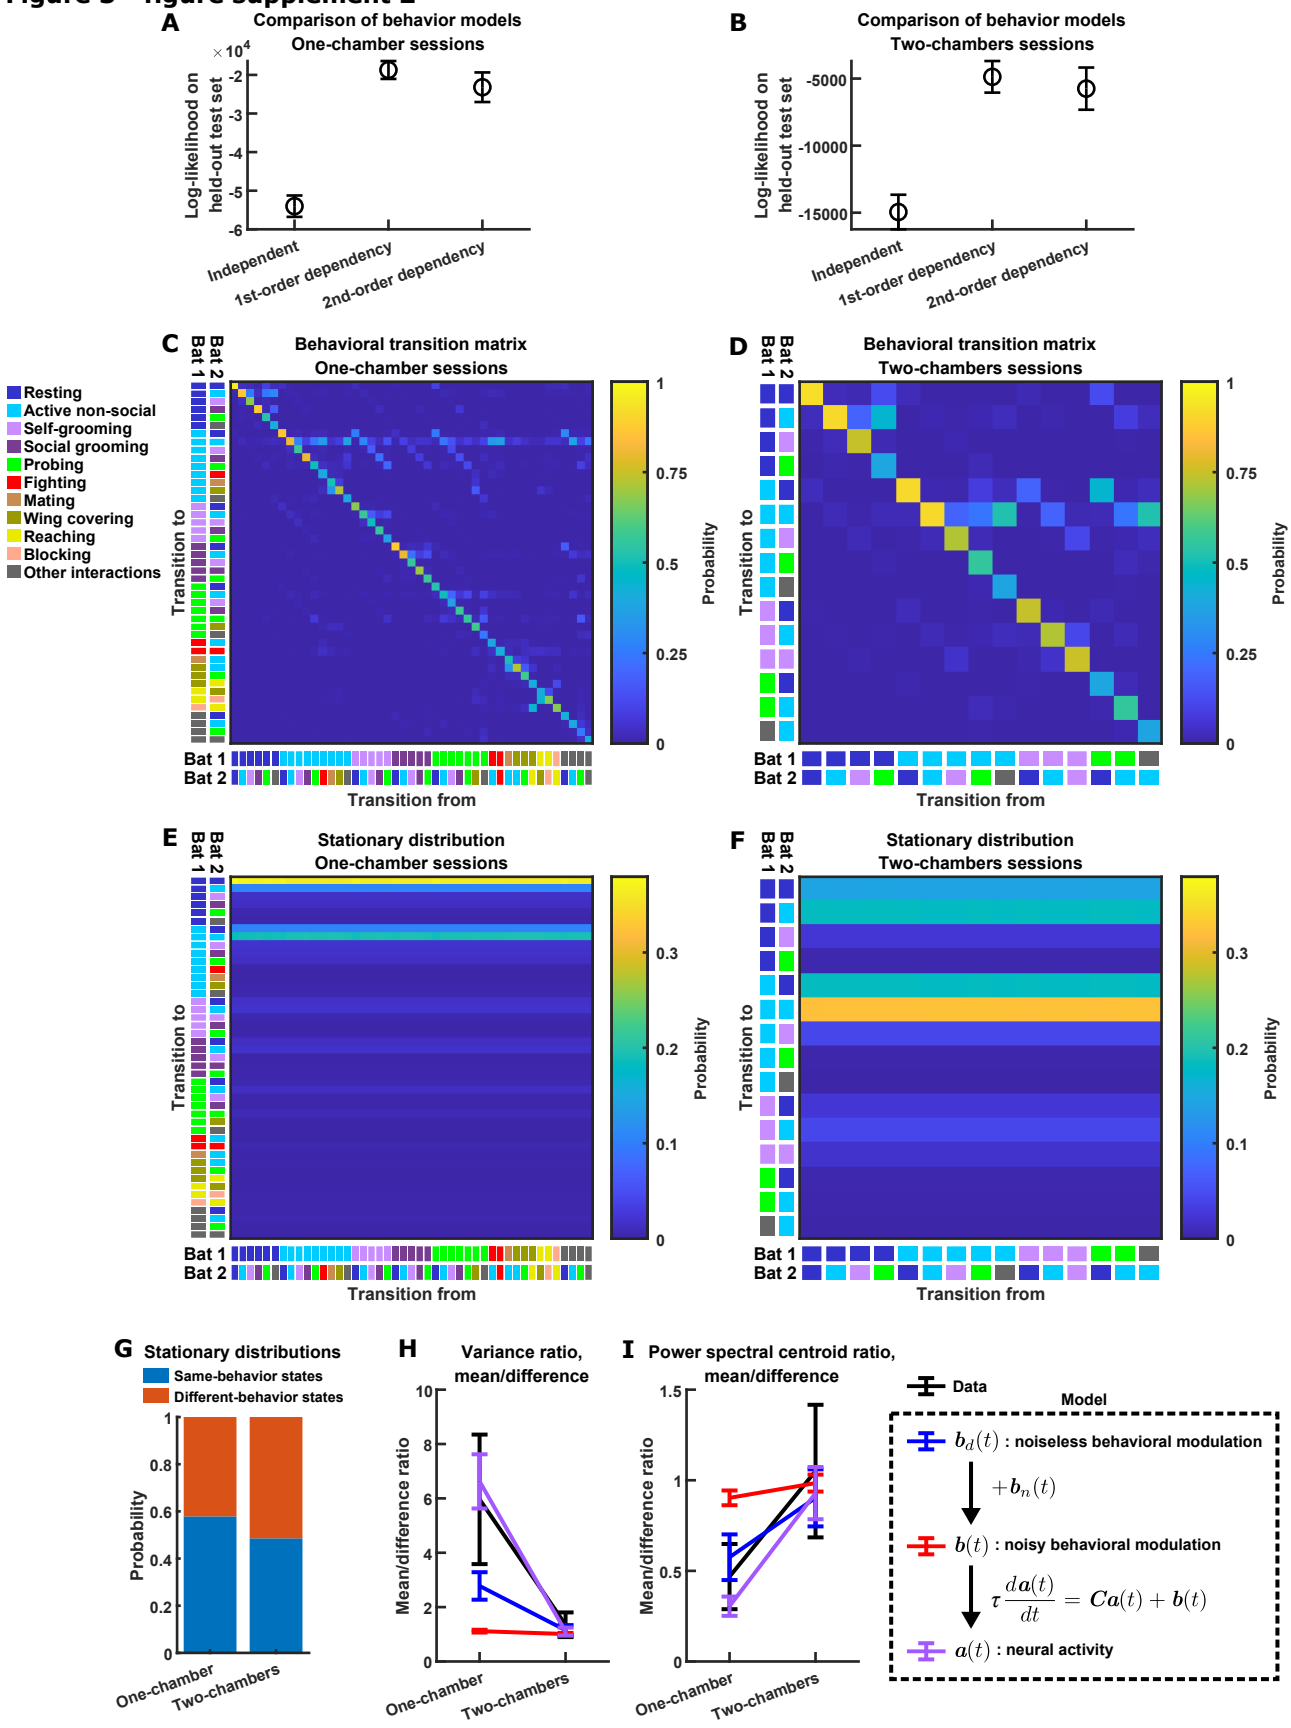 A
Comparison of behavior models
One-chamber sessions
×10⁴
-2
-3
-4
-5
-6
Log-likelihood on
held-out test set
Independent
1st-order dependency
2nd-order dependency
B
Comparison of behavior models
Two-chambers sessions
-5000
-10000
-15000
Log-likelihood on
held-out test set
Independent
1st-order dependency
2nd-order dependency
Resting
Active non-social
Self-grooming
Social grooming
Probing
Fighting
Mating
Wing covering
Reaching
Blocking
Other interactions
C
Behavioral transition matrix
One-chamber sessions
Bat 1
Bat 2
Transition to
Bat 1
Bat 2
Transition from
1
0.75
0.5
0.25
0
Probability
D
Behavioral transition matrix
Two-chambers sessions
Bat 1
Bat 2
Transition to
Bat 1
Bat 2
Transition from
1
0.75
0.5
0.25
0
Probability
E
Stationary distribution
One-chamber sessions
Bat 1
Bat 2
Transition to
Bat 1
Bat 2
Transition from
0.3
0.2
0.1
0
Probability
F
Stationary distribution
Two-chambers sessions
Bat 1
Bat 2
Transition to
Bat 1
Bat 2
Transition from
0.3
0.2
0.1
0
Probability
G
Stationary distributions
Same-behavior states
Different-behavior states
1
0.8
0.6
0.4
0.2
0
Probability
One-chamber
Two-chambers
H
Variance ratio,
mean/difference
10
8
6
4
2
0
Mean/difference ratio
One-chamber
Two-chambers
I
Power spectral centroid ratio,
mean/difference
1.5
1
0.5
0
Mean/difference ratio
One-chamber
Two-chambers
Data
Model
b_d(t) : noiseless behavioral modulation
+b_n(t)
b(t) : noisy behavioral modulation
τ da(t)/dt = Ca(t) + b(t)
a(t) : neural activity